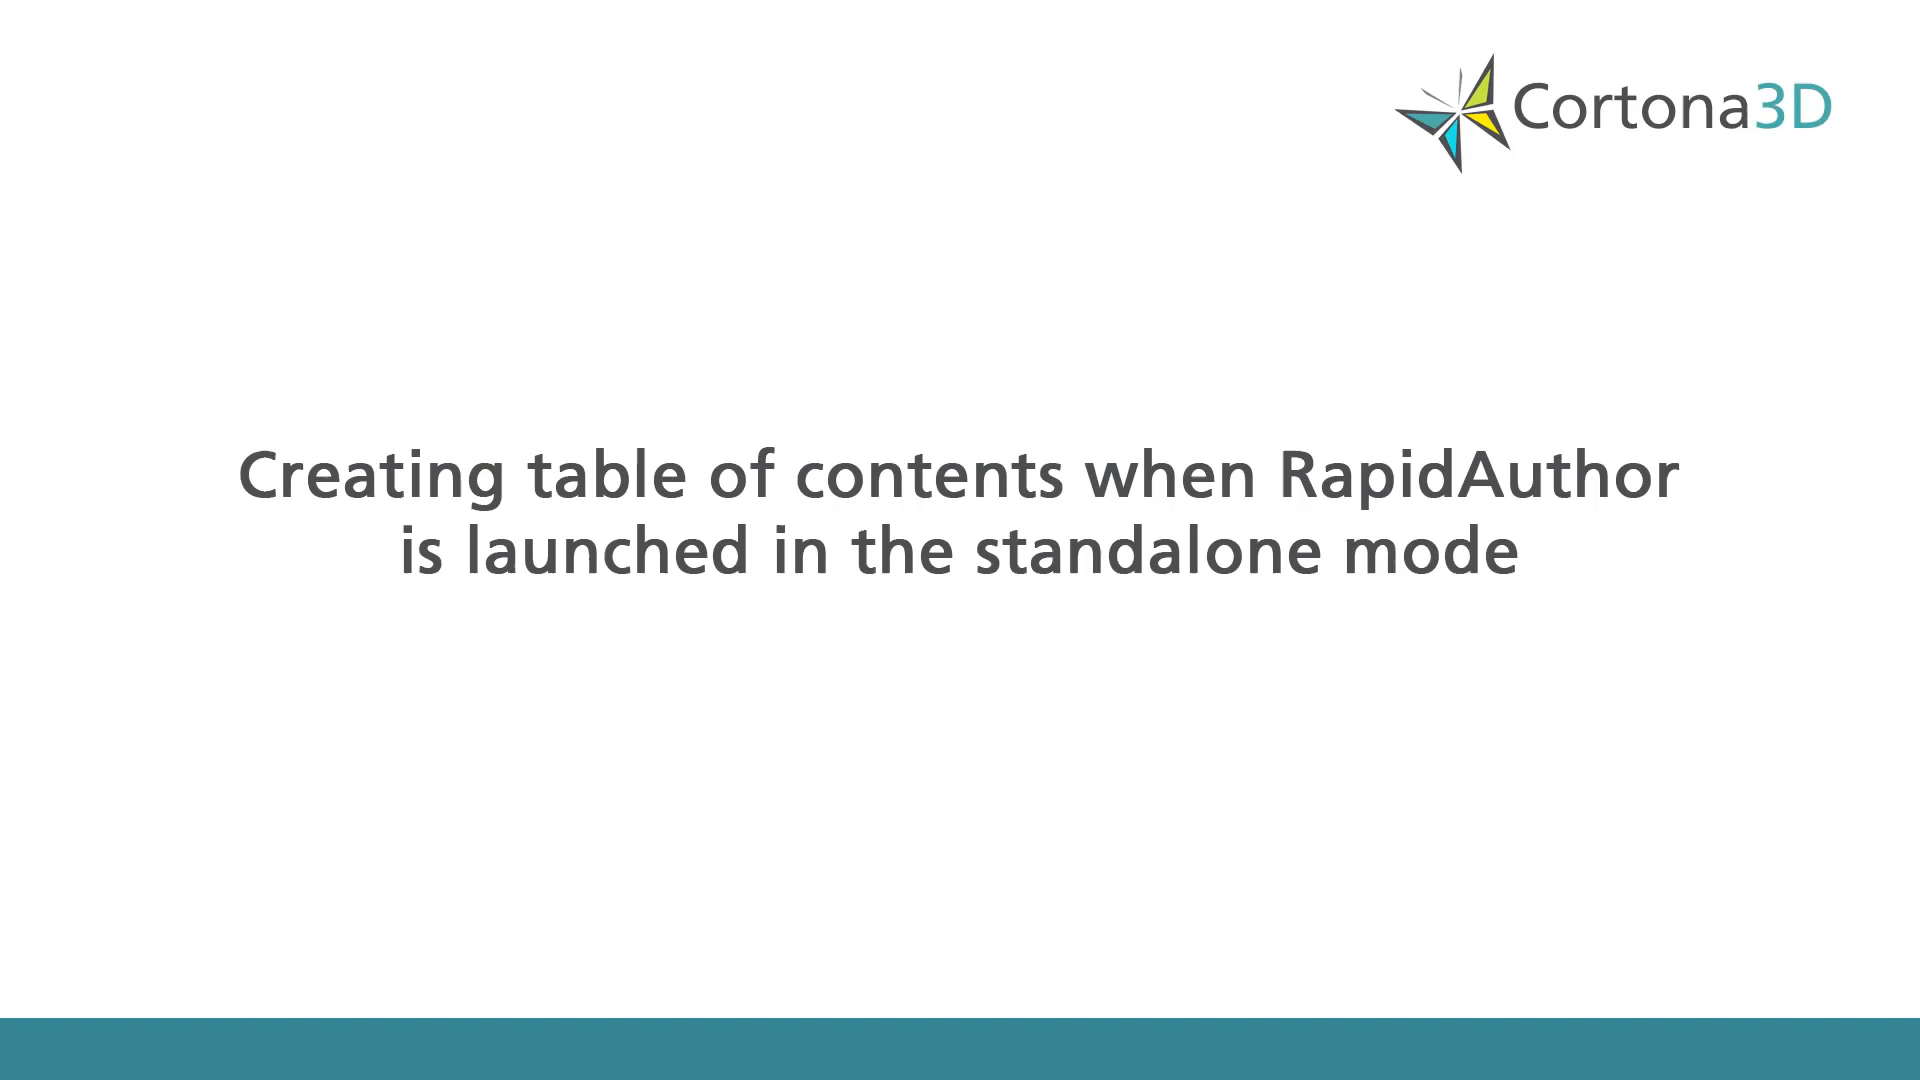 Cortona3D
Creating table of contents when RapidAuthor
is launched in the standalone mode